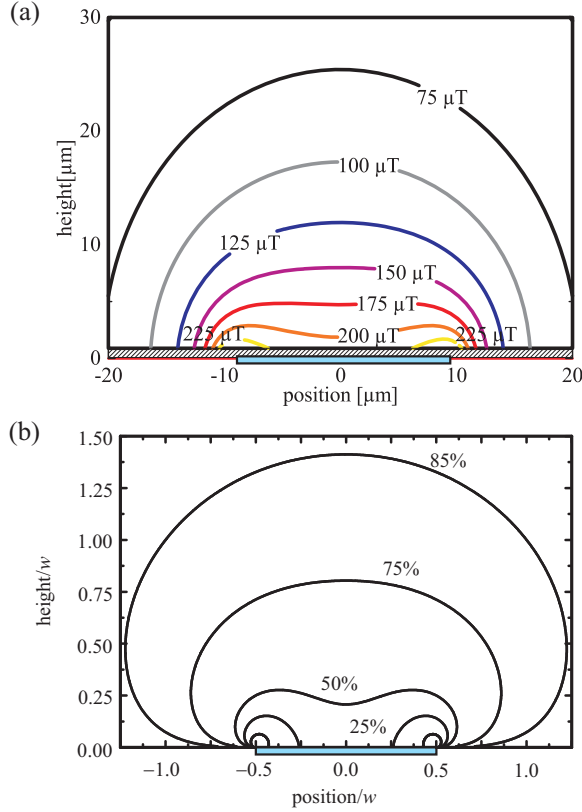 (a)
30
20
10
0
height[μm]
75 μT
100 μT
125 μT
150 μT
175 μT
225 μT
200 μT
225 μT
-20
-10
0
10
20
position [μm]
(b)
1.50
1.25
1.00
0.75
0.50
0.25
0.00
height/w
85%
75%
50%
25%
−1.0
−0.5
0.0
0.5
1.0
position/w